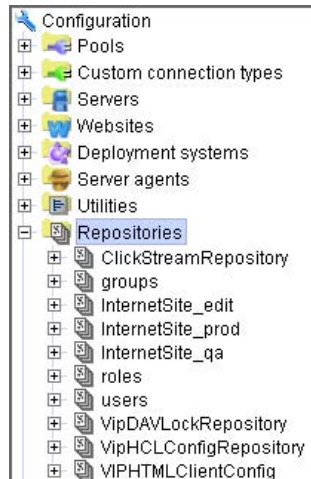 Configuration
Pools
Custom connection types
Servers
Websites
Deployment systems
Server agents
Utilities
Repositories
ClickStreamRepository
groups
InternetSite_edit
InternetSite_prod
InternetSite_qa
roles
users
VipDAVLockRepository
VipHCLConfigRepository
VIPHTMLClientConfig